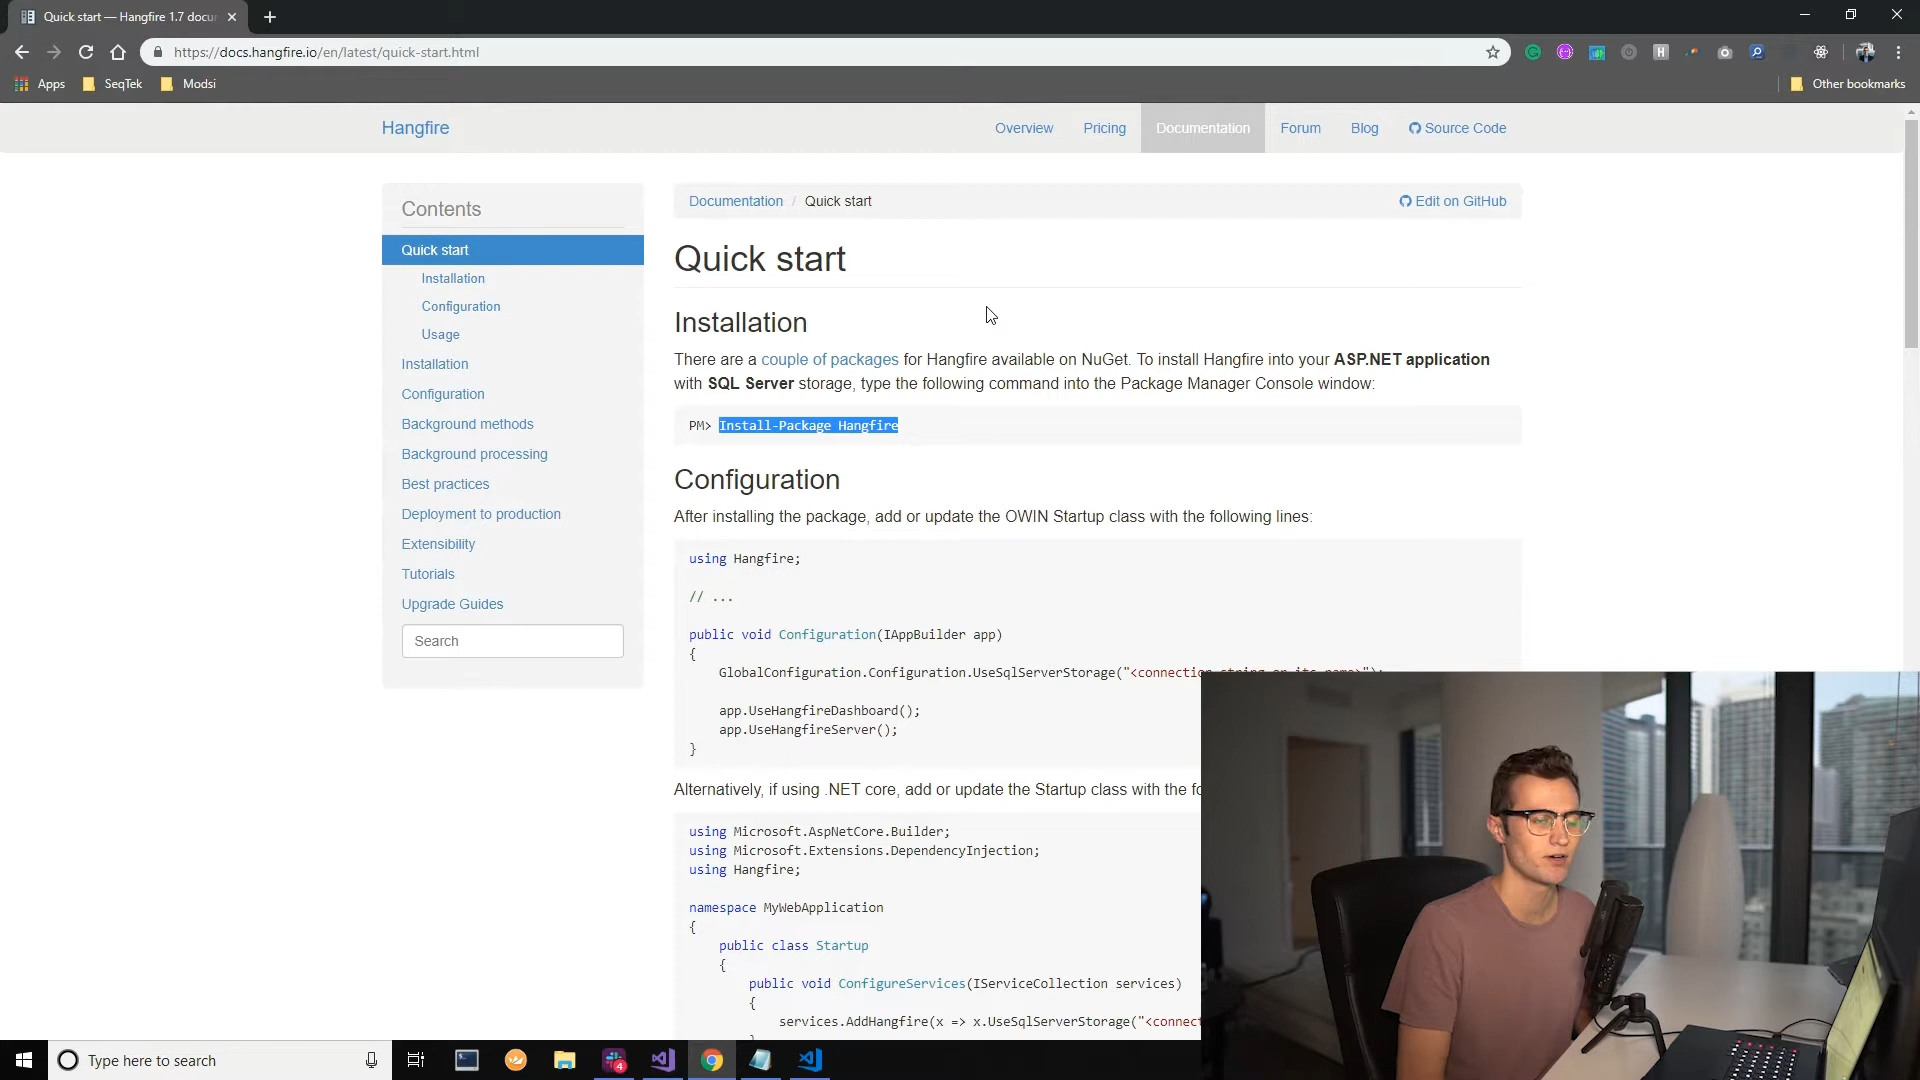 Quick start — Hangfire 1.7 docu
https://docs.hangfire.io/en/latest/quick-start.html
Apps
SeqTek
Modsi
Other bookmarks
Hangfire
Overview
Pricing
Documentation
Forum
Blog
Source Code
Contents
Quick start
Installation
Configuration
Usage
Installation
Configuration
Background methods
Background processing
Best practices
Deployment to production
Extensibility
Tutorials
Upgrade Guides
Search
Documentation / Quick start
Edit on GitHub
Quick start
Installation
There are a couple of packages for Hangfire available on NuGet. To install Hangfire into your ASP.NET application
with SQL Server storage, type the following command into the Package Manager Console window:
PM> Install-Package Hangfire
Configuration
After installing the package, add or update the OWIN Startup class with the following lines:
using Hangfire;
// ...
public void Configuration(IAppBuilder app)
{
GlobalConfiguration.Configuration.UseSqlServerStorage("<connection string or its name>");
app.UseHangfireDashboard();
app.UseHangfireServer();
}
Alternatively, if using .NET core, add or update the Startup class with the fo
using Microsoft.AspNetCore.Builder;
using Microsoft.Extensions.DependencyInjection;
using Hangfire;
namespace MyWebApplication
{
public class Startup
{
public void ConfigureServices(IServiceCollection services)
{
services.AddHangfire(x => x.UseSqlServerStorage("<connect
Type here to search
4